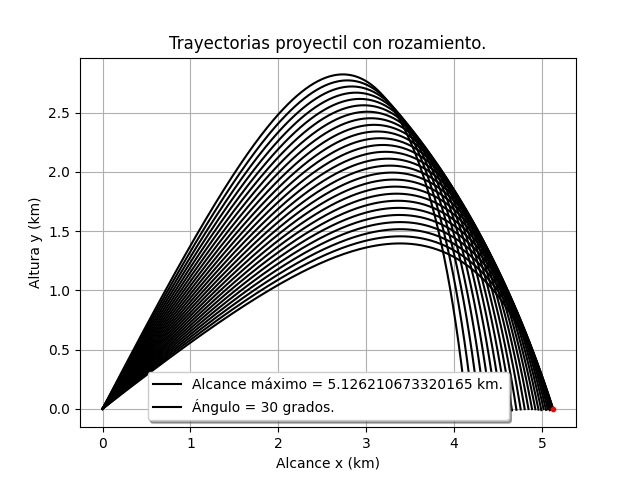 Trayectorias proyectil con rozamiento.
Altura y (km)
2.5
2.0
1.5
1.0
0.5
0.0
Alcance máximo = 5.126210673320165 km.
Ángulo = 30 grados.
0 1 2 3 4 5
Alcance x (km)